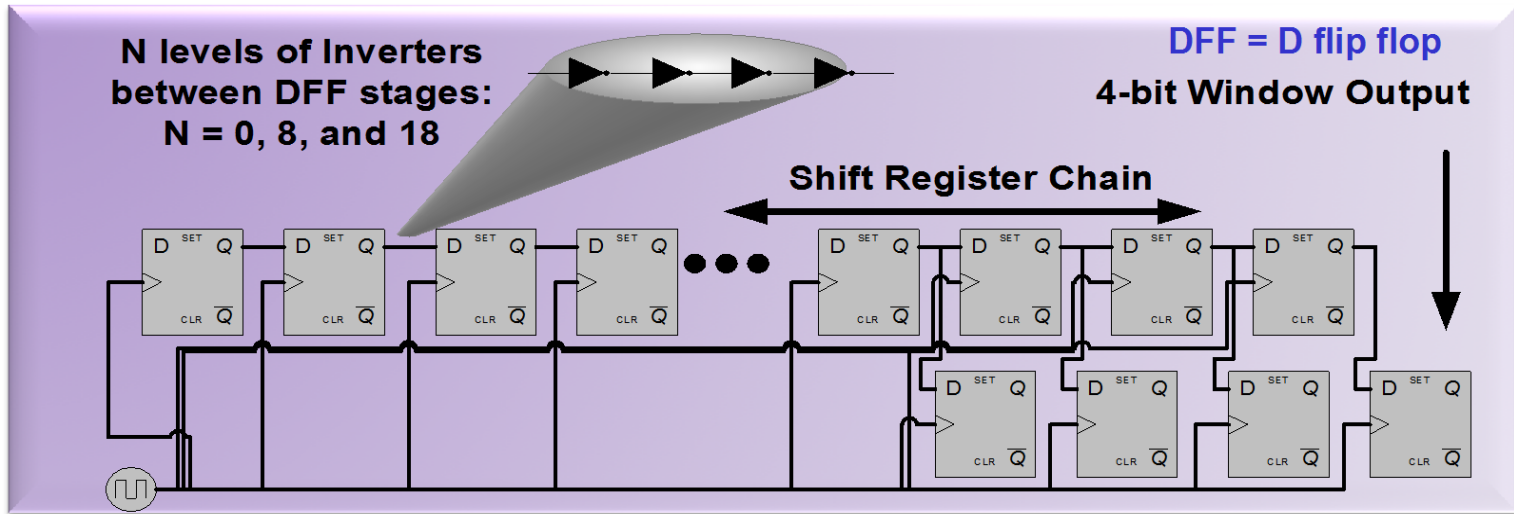 N levels of Inverters
between DFF stages:
N = 0, 8, and 18
DFF = D flip flop
4-bit Window Output
Shift Register Chain
D SET Q
CLR Q̅
D SET Q
CLR Q̅
D SET Q
CLR Q̅
D SET Q
CLR Q̅
D SET Q
CLR Q̅
D SET Q
CLR Q̅
D SET Q
CLR Q̅
D SET Q
CLR Q̅
D SET Q
CLR Q̅
D SET Q
CLR Q̅
D SET Q
CLR Q̅
D SET Q
CLR Q̅